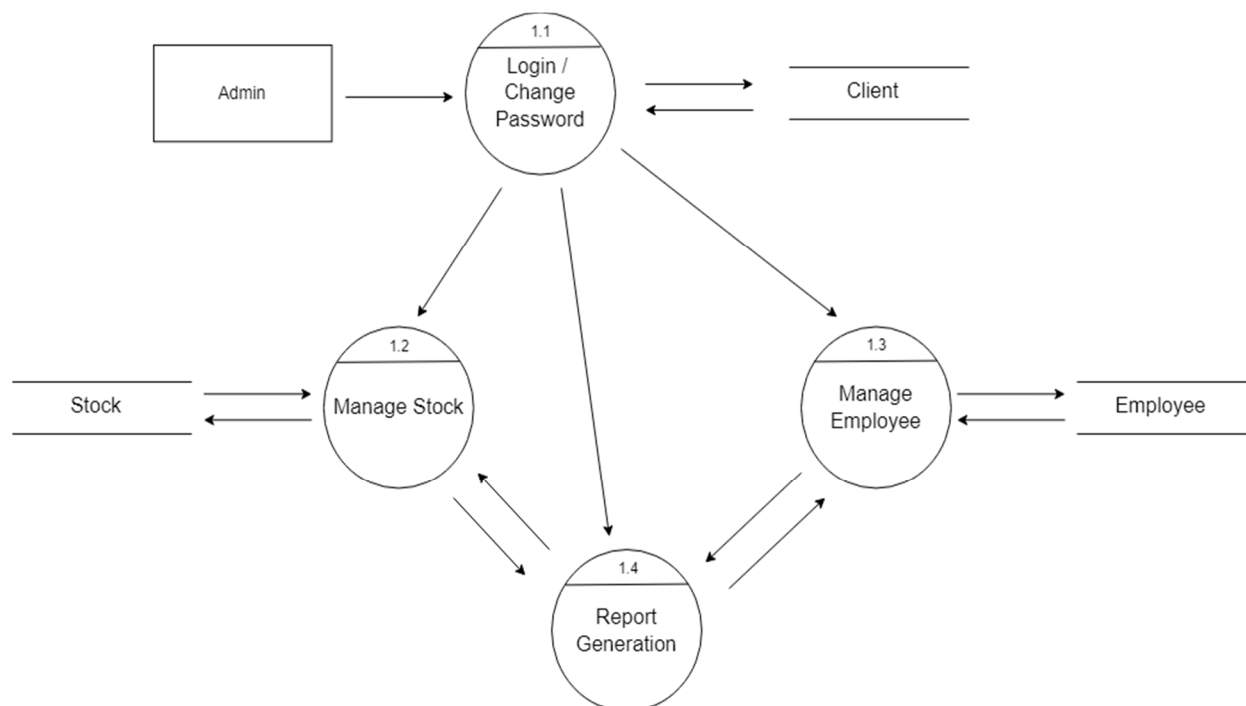 1.1
Login /
Change
Password
Admin
Client
1.2
Manage Stock
Stock
1.3
Manage
Employee
Employee
1.4
Report
Generation